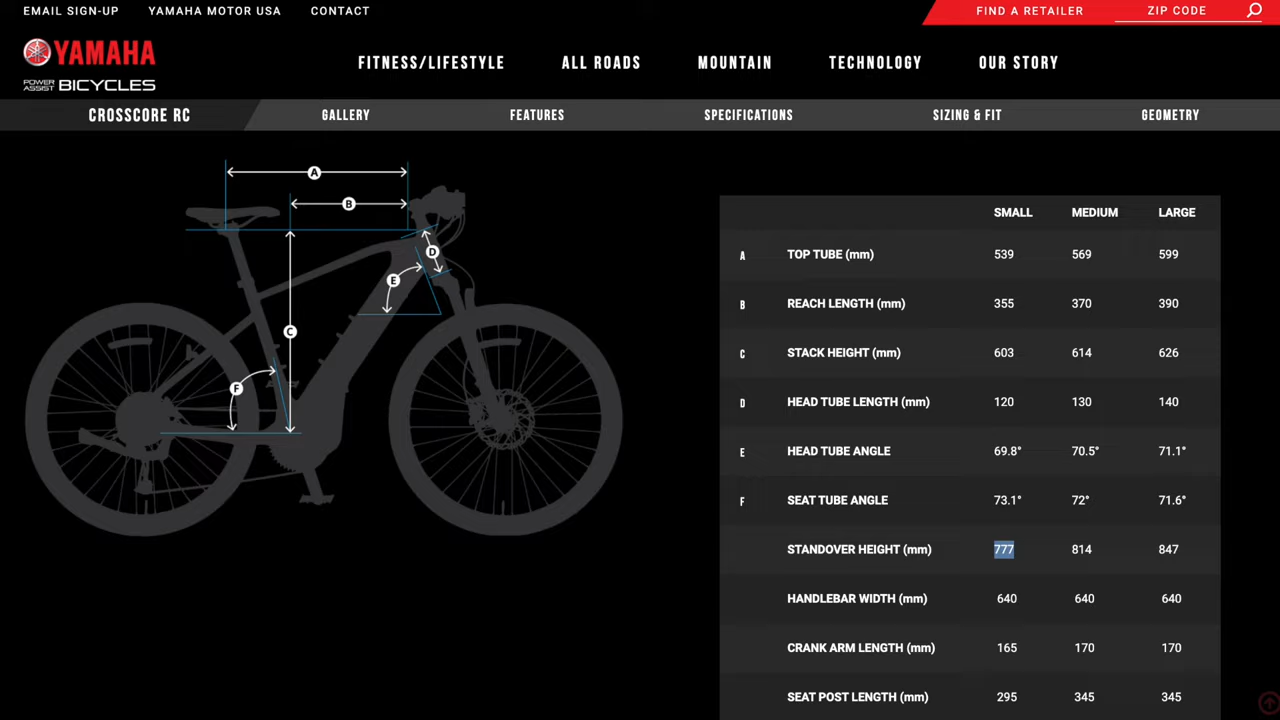 EMAIL SIGN-UP YAMAHA MOTOR USA CONTACT FIND A RETAILER ZIP CODE
YAMAHA
POWER ASSIST BICYCLES
FITNESS/LIFESTYLE ALL ROADS MOUNTAIN TECHNOLOGY OUR STORY
CROSSCORE RC GALLERY FEATURES SPECIFICATIONS SIZING & FIT GEOMETRY
A
B
D
E
C
F
SMALL MEDIUM LARGE
A TOP TUBE (mm) 539 569 599
B REACH LENGTH (mm) 355 370 390
C STACK HEIGHT (mm) 603 614 626
D HEAD TUBE LENGTH (mm) 120 130 140
E HEAD TUBE ANGLE 69.8° 70.5° 71.1°
F SEAT TUBE ANGLE 73.1° 72° 71.6°
STANDOVER HEIGHT (mm) 777 814 847
HANDLEBAR WIDTH (mm) 640 640 640
CRANK ARM LENGTH (mm) 165 170 170
SEAT POST LENGTH (mm) 295 345 345